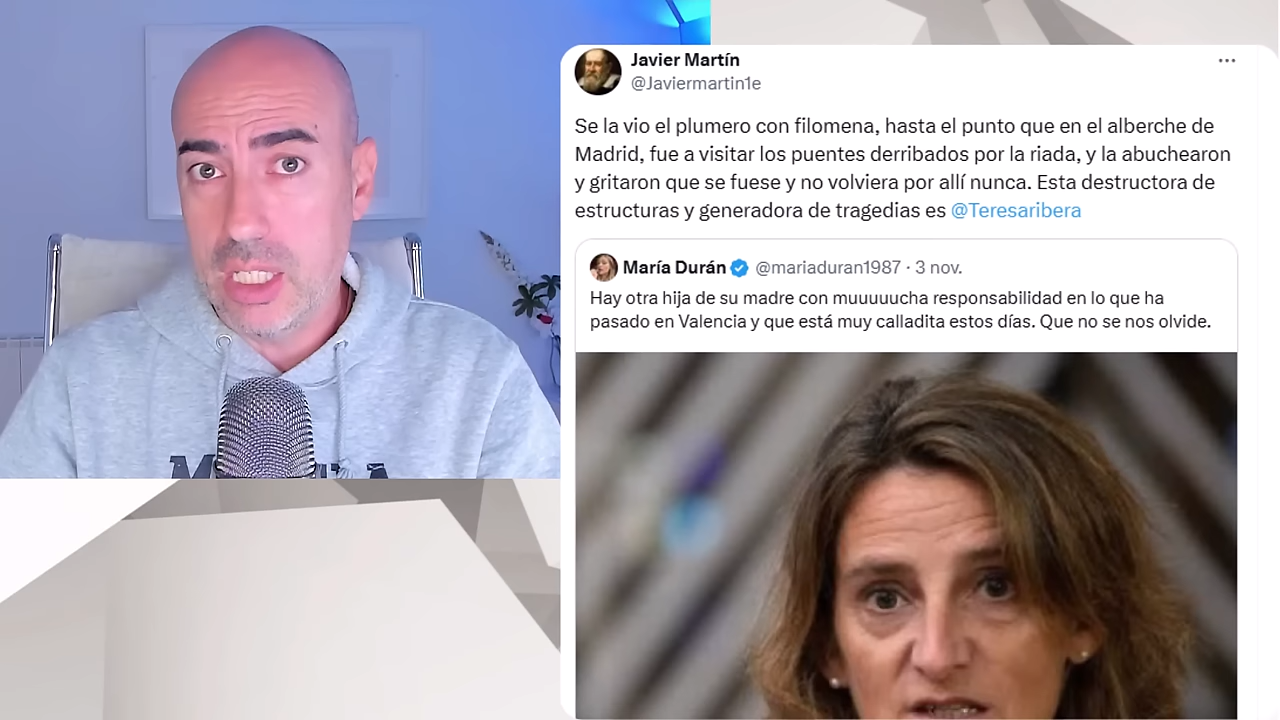 Javier Martín
@Javiermartin1e
Se la vio el plumero con filomena, hasta el punto que en el alberche de
Madrid, fue a visitar los puentes derribados por la riada, y la abuchearon
y gritaron que se fuese y no volviera por allí nunca. Esta destructora de
estructuras y generadora de tragedias es @Teresaribera
María Durán @mariaduran1987 · 3 nov.
Hay otra hija de su madre con muuuuucha responsabilidad en lo que ha
pasado en Valencia y que está muy calladita estos días. Que no se nos olvide.